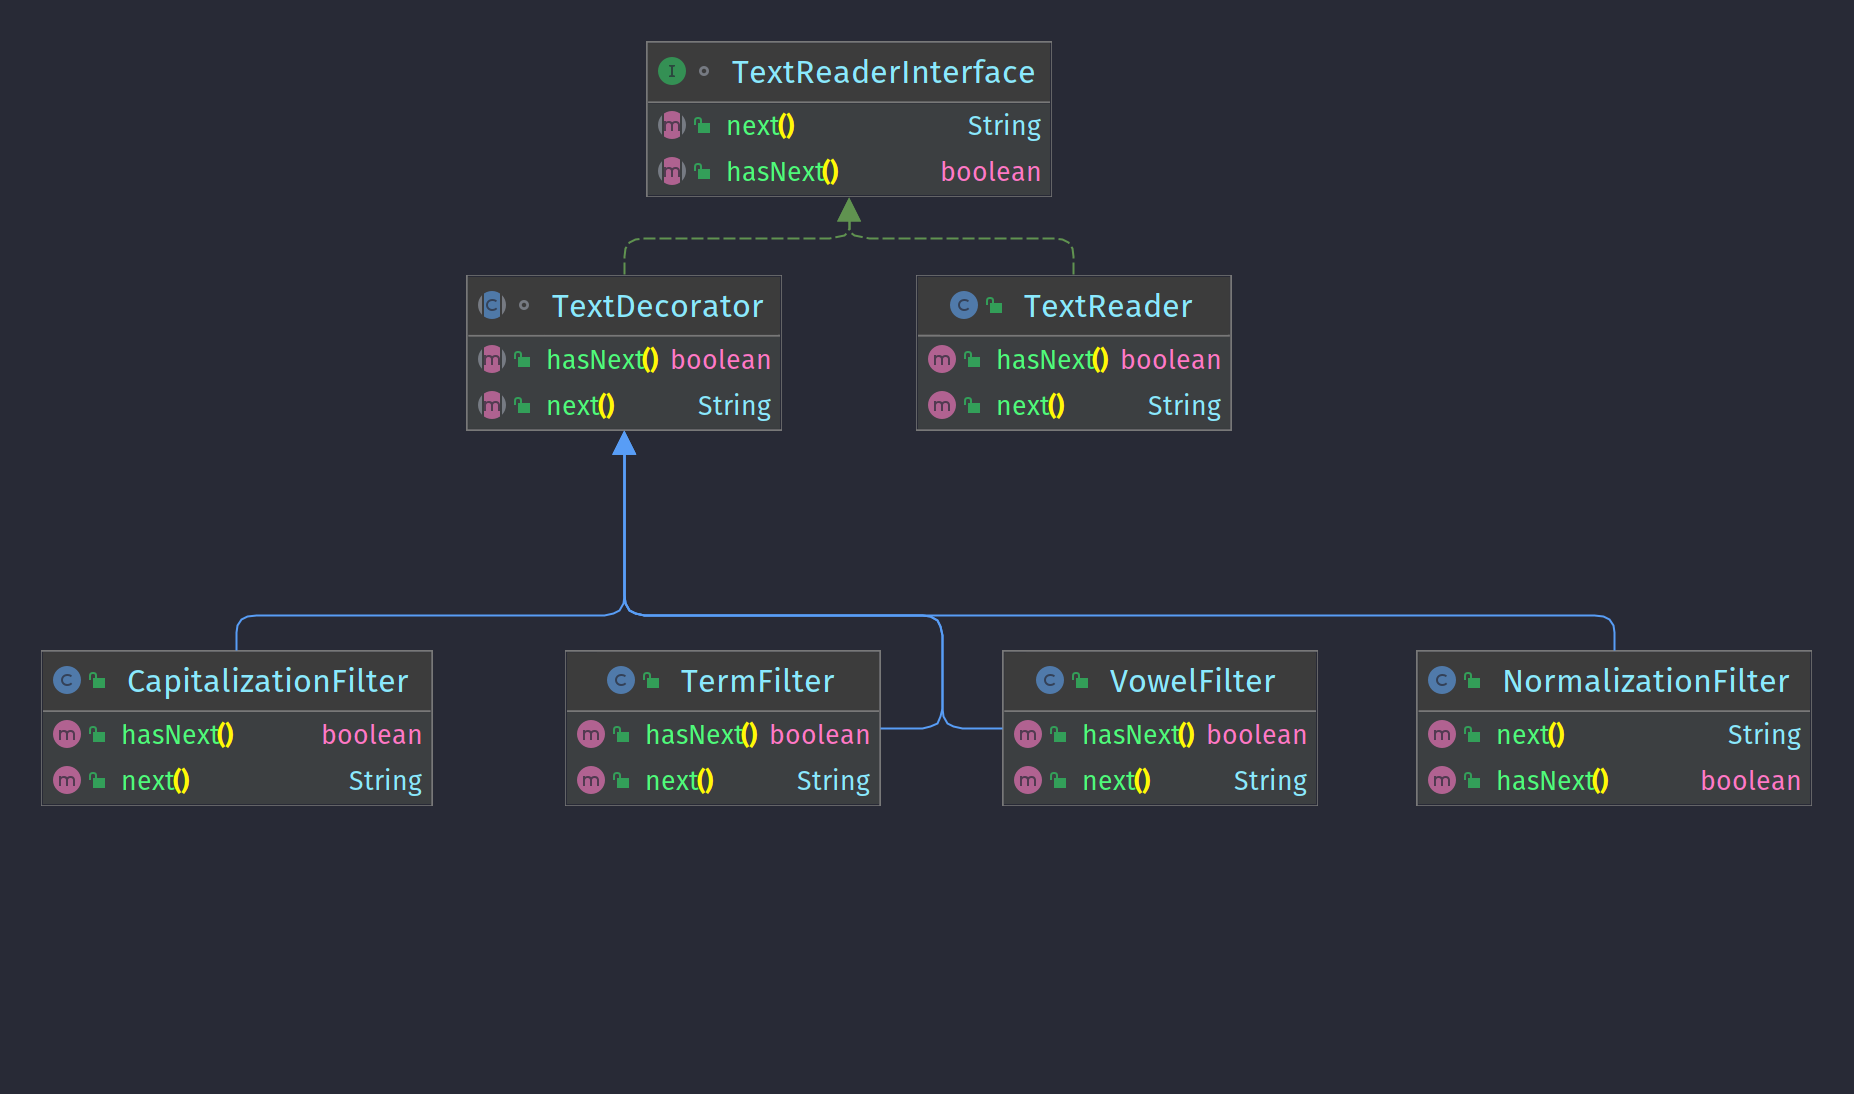 TextReaderInterface
next() String
hasNext() boolean
TextDecorator
hasNext() boolean
next() String
TextReader
hasNext() boolean
next() String
CapitalizationFilter
hasNext() boolean
next() String
TermFilter
hasNext() boolean
next() String
VowelFilter
hasNext() boolean
next() String
NormalizationFilter
next() String
hasNext() boolean